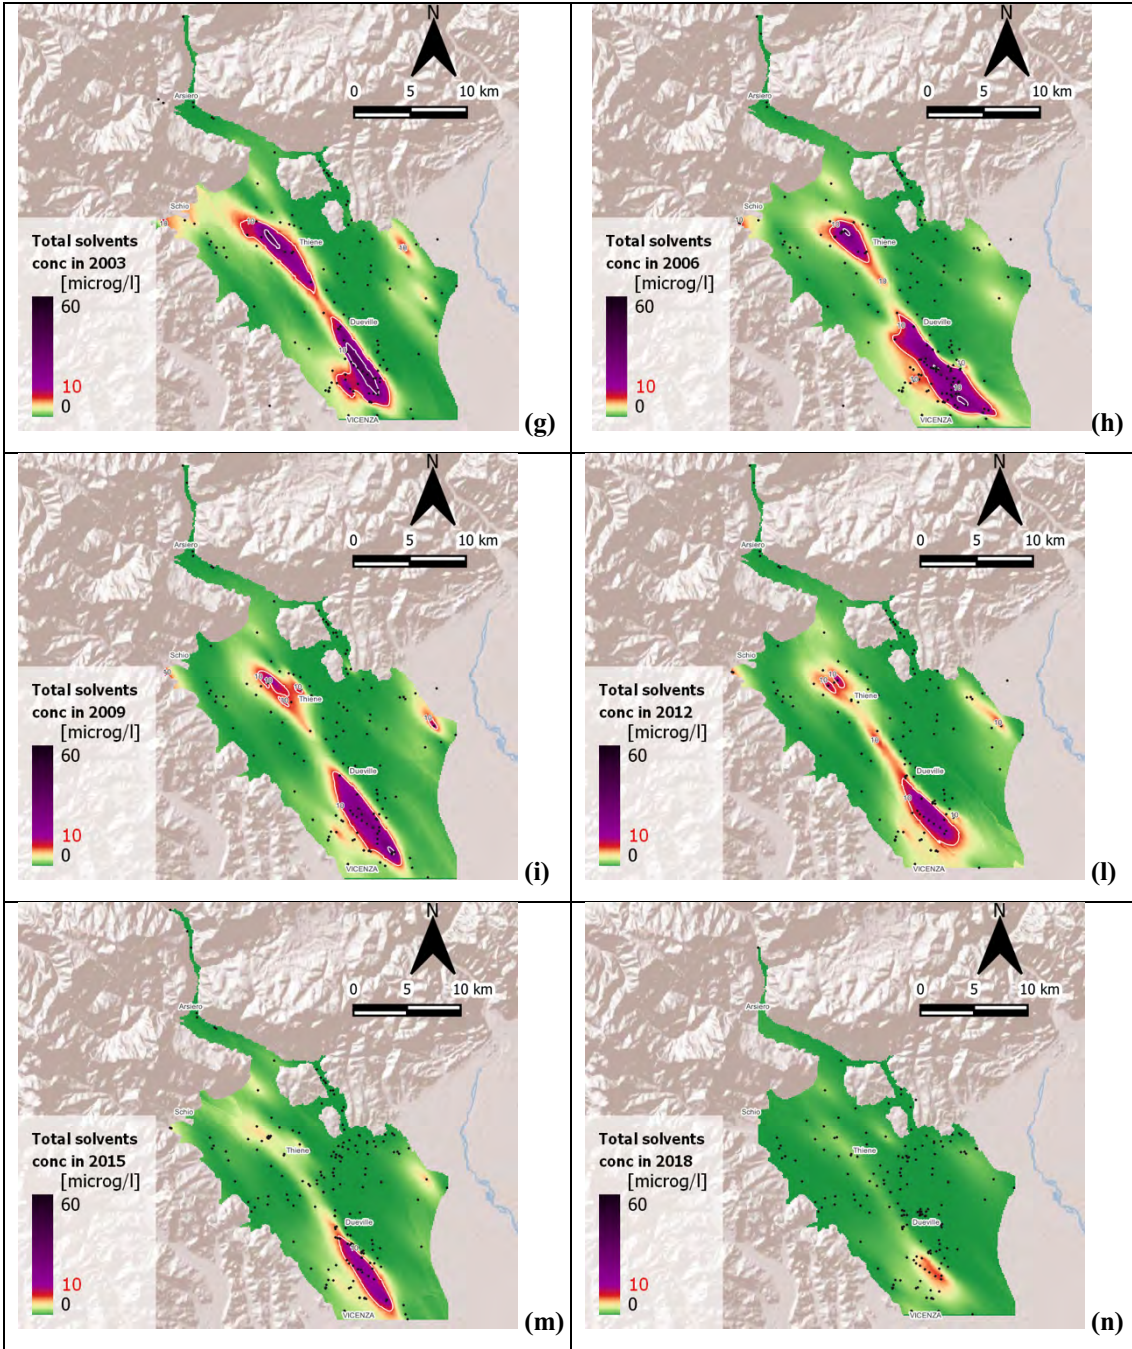 N
0 5 10 km
Arsiero
Schio
Thiene
Dueville
VICENZA
Total solvents
conc in 2003
[microg/l]
60
10
0
(g)
N
0 5 10 km
Arsiero
Schio
Thiene
Dueville
VICENZA
Total solvents
conc in 2006
[microg/l]
60
10
0
(h)
N
0 5 10 km
Arsiero
Schio
Thiene
Dueville
VICENZA
Total solvents
conc in 2009
[microg/l]
60
10
0
(i)
N
0 5 10 km
Arsiero
Schio
Thiene
Dueville
VICENZA
Total solvents
conc in 2012
[microg/l]
60
10
0
(l)
N
0 5 10 km
Arsiero
Schio
Thiene
Dueville
VICENZA
Total solvents
conc in 2015
[microg/l]
60
10
0
(m)
N
0 5 10 km
Arsiero
Schio
Thiene
Dueville
VICENZA
Total solvents
conc in 2018
[microg/l]
60
10
0
(n)